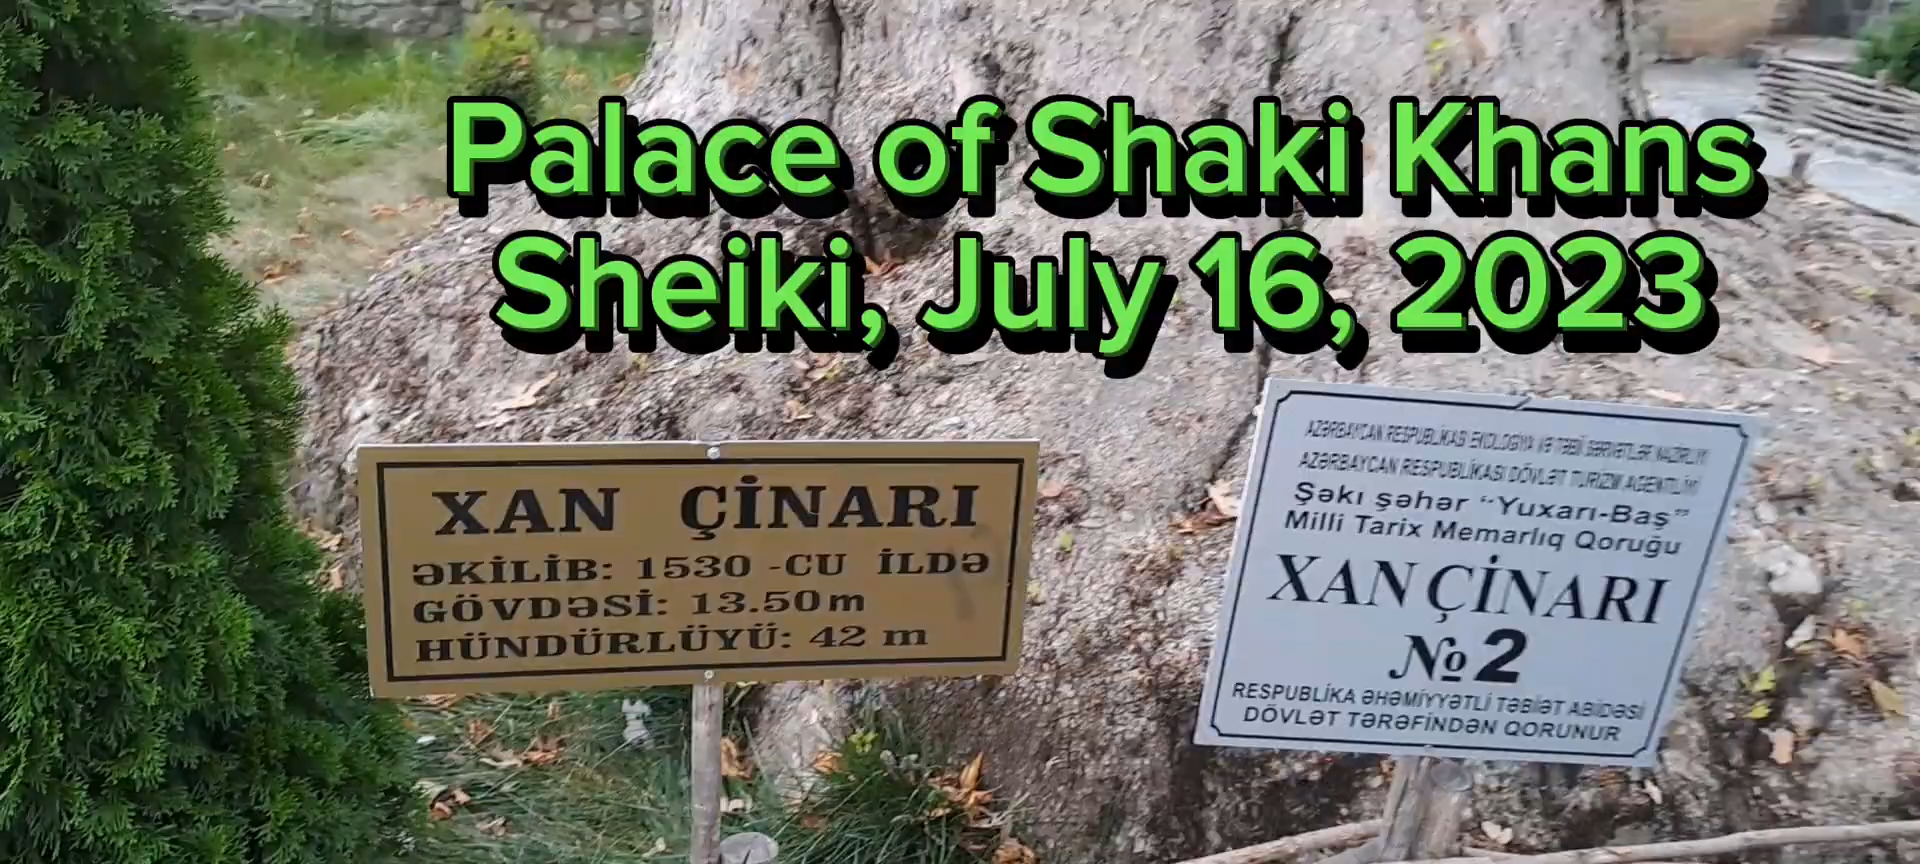 Palace of Shaki Khans
Sheiki, July 16, 2023
XAN ÇİNARI
ƏKİLİB: 1530 -CU İLDƏ
GÖVDƏSİ: 13.50m
HÜNDÜRLÜYÜ: 42 m
AZƏRBAYCAN RESPUBLİKASI EKOLOGİYA VƏ TƏBİİ SƏRVƏTLƏR NAZİRLİYİ
AZƏRBAYCAN RESPUBLİKASI DÖVLƏT TURİZM AGENTLİYİ
Şəki şəhər “Yuxarı-Baş”
Milli Tarix Memarlıq Qoruğu
XAN ÇİNARI
№ 2
RESPUBLİKA ƏHƏMİYYƏTLİ TƏBİƏT ABİDƏSİ
DÖVLƏT TƏRƏFİNDƏN QORUNUR